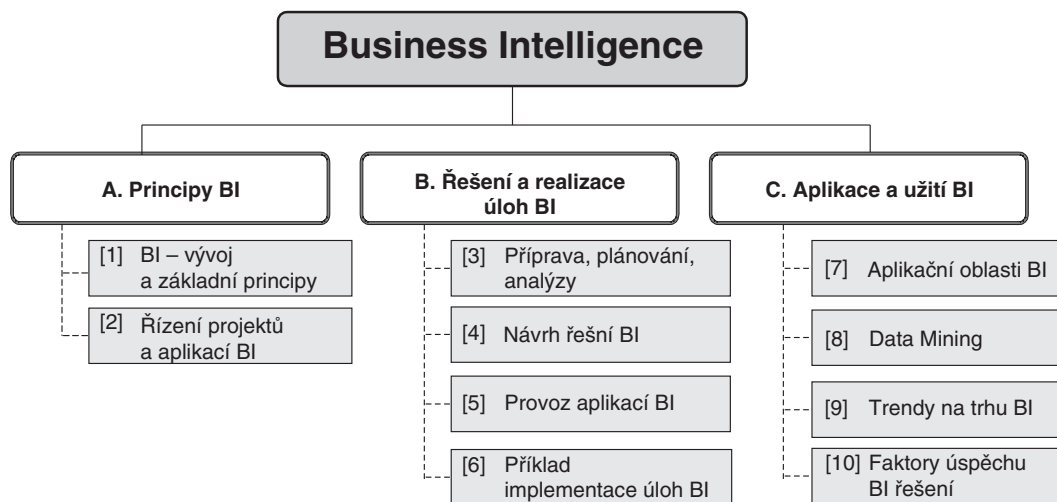 Business Intelligence
A. Principy BI
[1] BI – vývoj
a základní principy
[2] Řízení projektů
a aplikací BI
B. Řešení a realizace
úloh BI
[3] Příprava, plánování,
analýzy
[4] Návrh řešní BI
[5] Provoz aplikací BI
[6] Příklad
implementace úloh BI
C. Aplikace a užití BI
[7] Aplikační oblasti BI
[8] Data Mining
[9] Trendy na trhu BI
[10] Faktory úspěchu
BI řešení